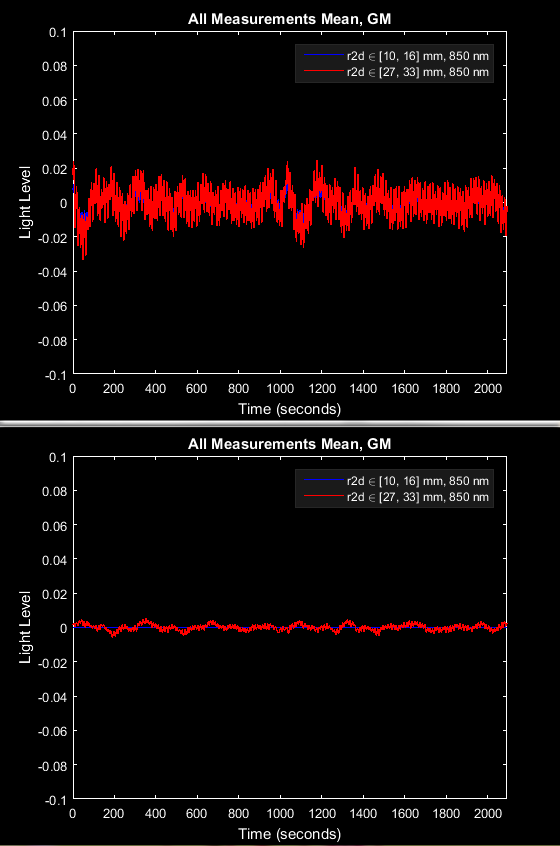 All Measurements Mean, GM
0.1
0.08
0.06
0.04
0.02
0
-0.02
-0.04
-0.06
-0.08
-0.1
Light Level
r2d ∈ [10, 16] mm, 850 nm
r2d ∈ [27, 33] mm, 850 nm
0 200 400 600 800 1000 1200 1400 1600 1800 2000
Time (seconds)
All Measurements Mean, GM
0.1
0.08
0.06
0.04
0.02
0
-0.02
-0.04
-0.06
-0.08
-0.1
Light Level
r2d ∈ [10, 16] mm, 850 nm
r2d ∈ [27, 33] mm, 850 nm
0 200 400 600 800 1000 1200 1400 1600 1800 2000
Time (seconds)